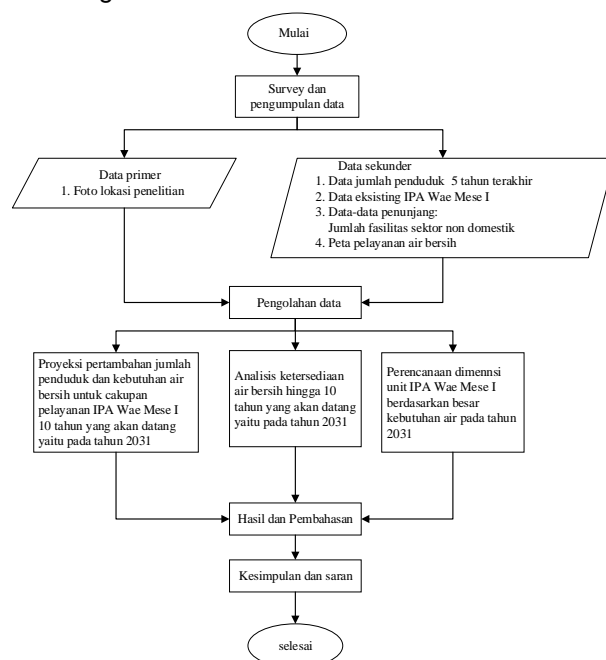 Mulai
Survey dan
pengumpulan data
Data primer
1. Foto lokasi penelitian
Data sekunder
1. Data jumlah penduduk 5 tahun terakhir
2. Data eksisting IPA Wae Mese I
3. Data-data penunjang:
Jumlah fasilitas sektor non domestik
4. Peta pelayanan air bersih
Pengolahan data
Proyeksi pertambahan jumlah
penduduk dan kebutuhan air
bersih untuk cakupan
pelayanan IPA Wae Mese I
10 tahun yang akan datang
yaitu pada tahun 2031
Analisis ketersediaan
air bersih hingga 10
tahun yang akan datang
yaitu pada tahun 2031
Perencanaan dimennsi
unit IPA Wae Mese I
berdasarkan besar
kebutuhan air pada tahun
2031
Hasil dan Pembahasan
Kesimpulan dan saran
selesai